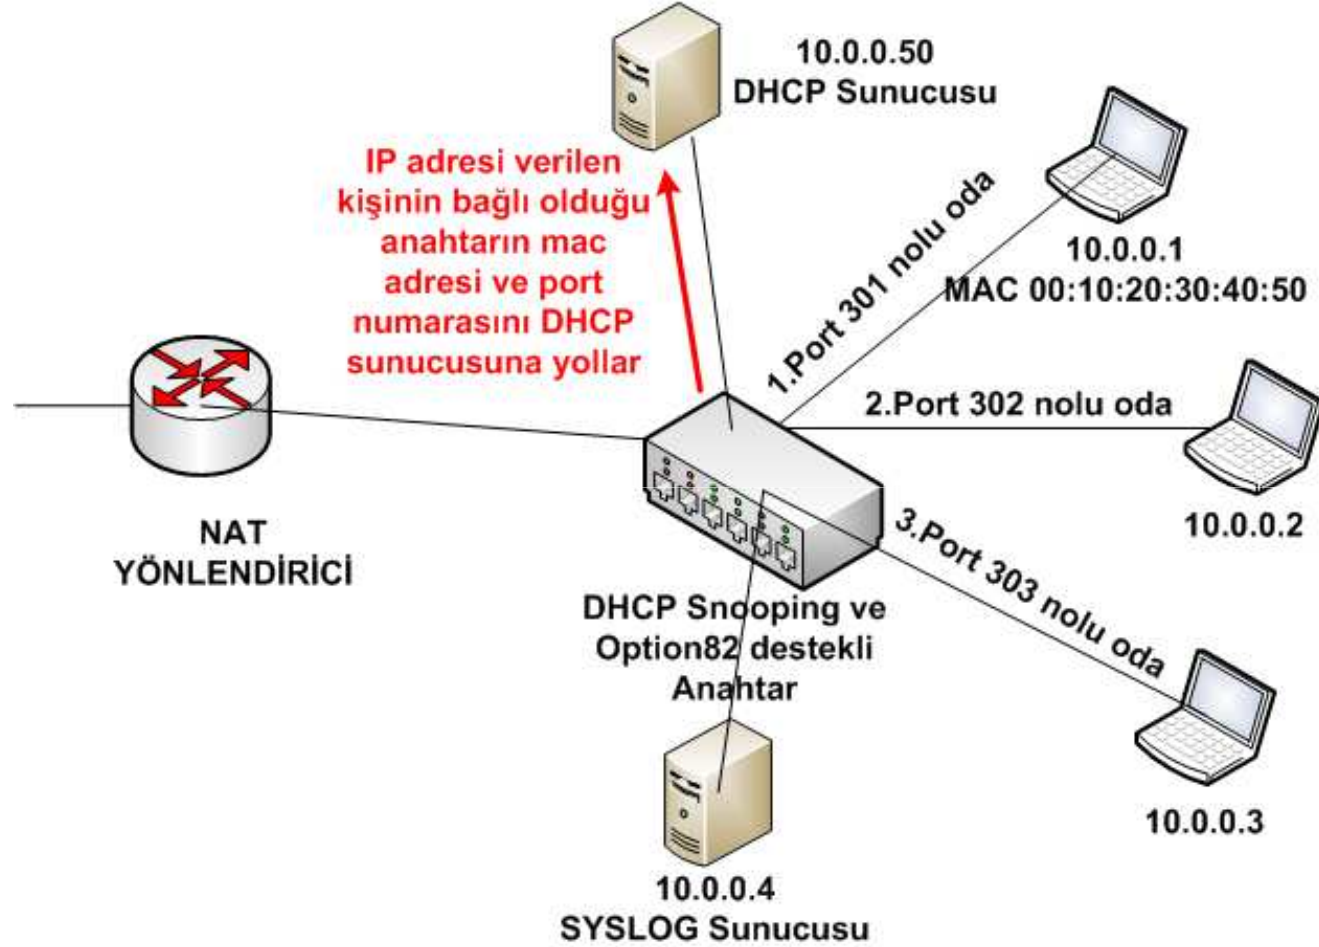 10.0.0.50
DHCP Sunucusu
IP adresi verilen
kişinin bağlı olduğu
anahtarın mac
adresi ve port
numarasını DHCP
sunucusuna yollar
1.Port 301 nolu oda
10.0.0.1
MAC 00:10:20:30:40:50
2.Port 302 nolu oda
10.0.0.2
NAT
YÖNLENDİRİCİ
3.Port 303 nolu oda
10.0.0.3
DHCP Snooping ve
Option82 destekli
Anahtar
10.0.0.4
SYSLOG Sunucusu